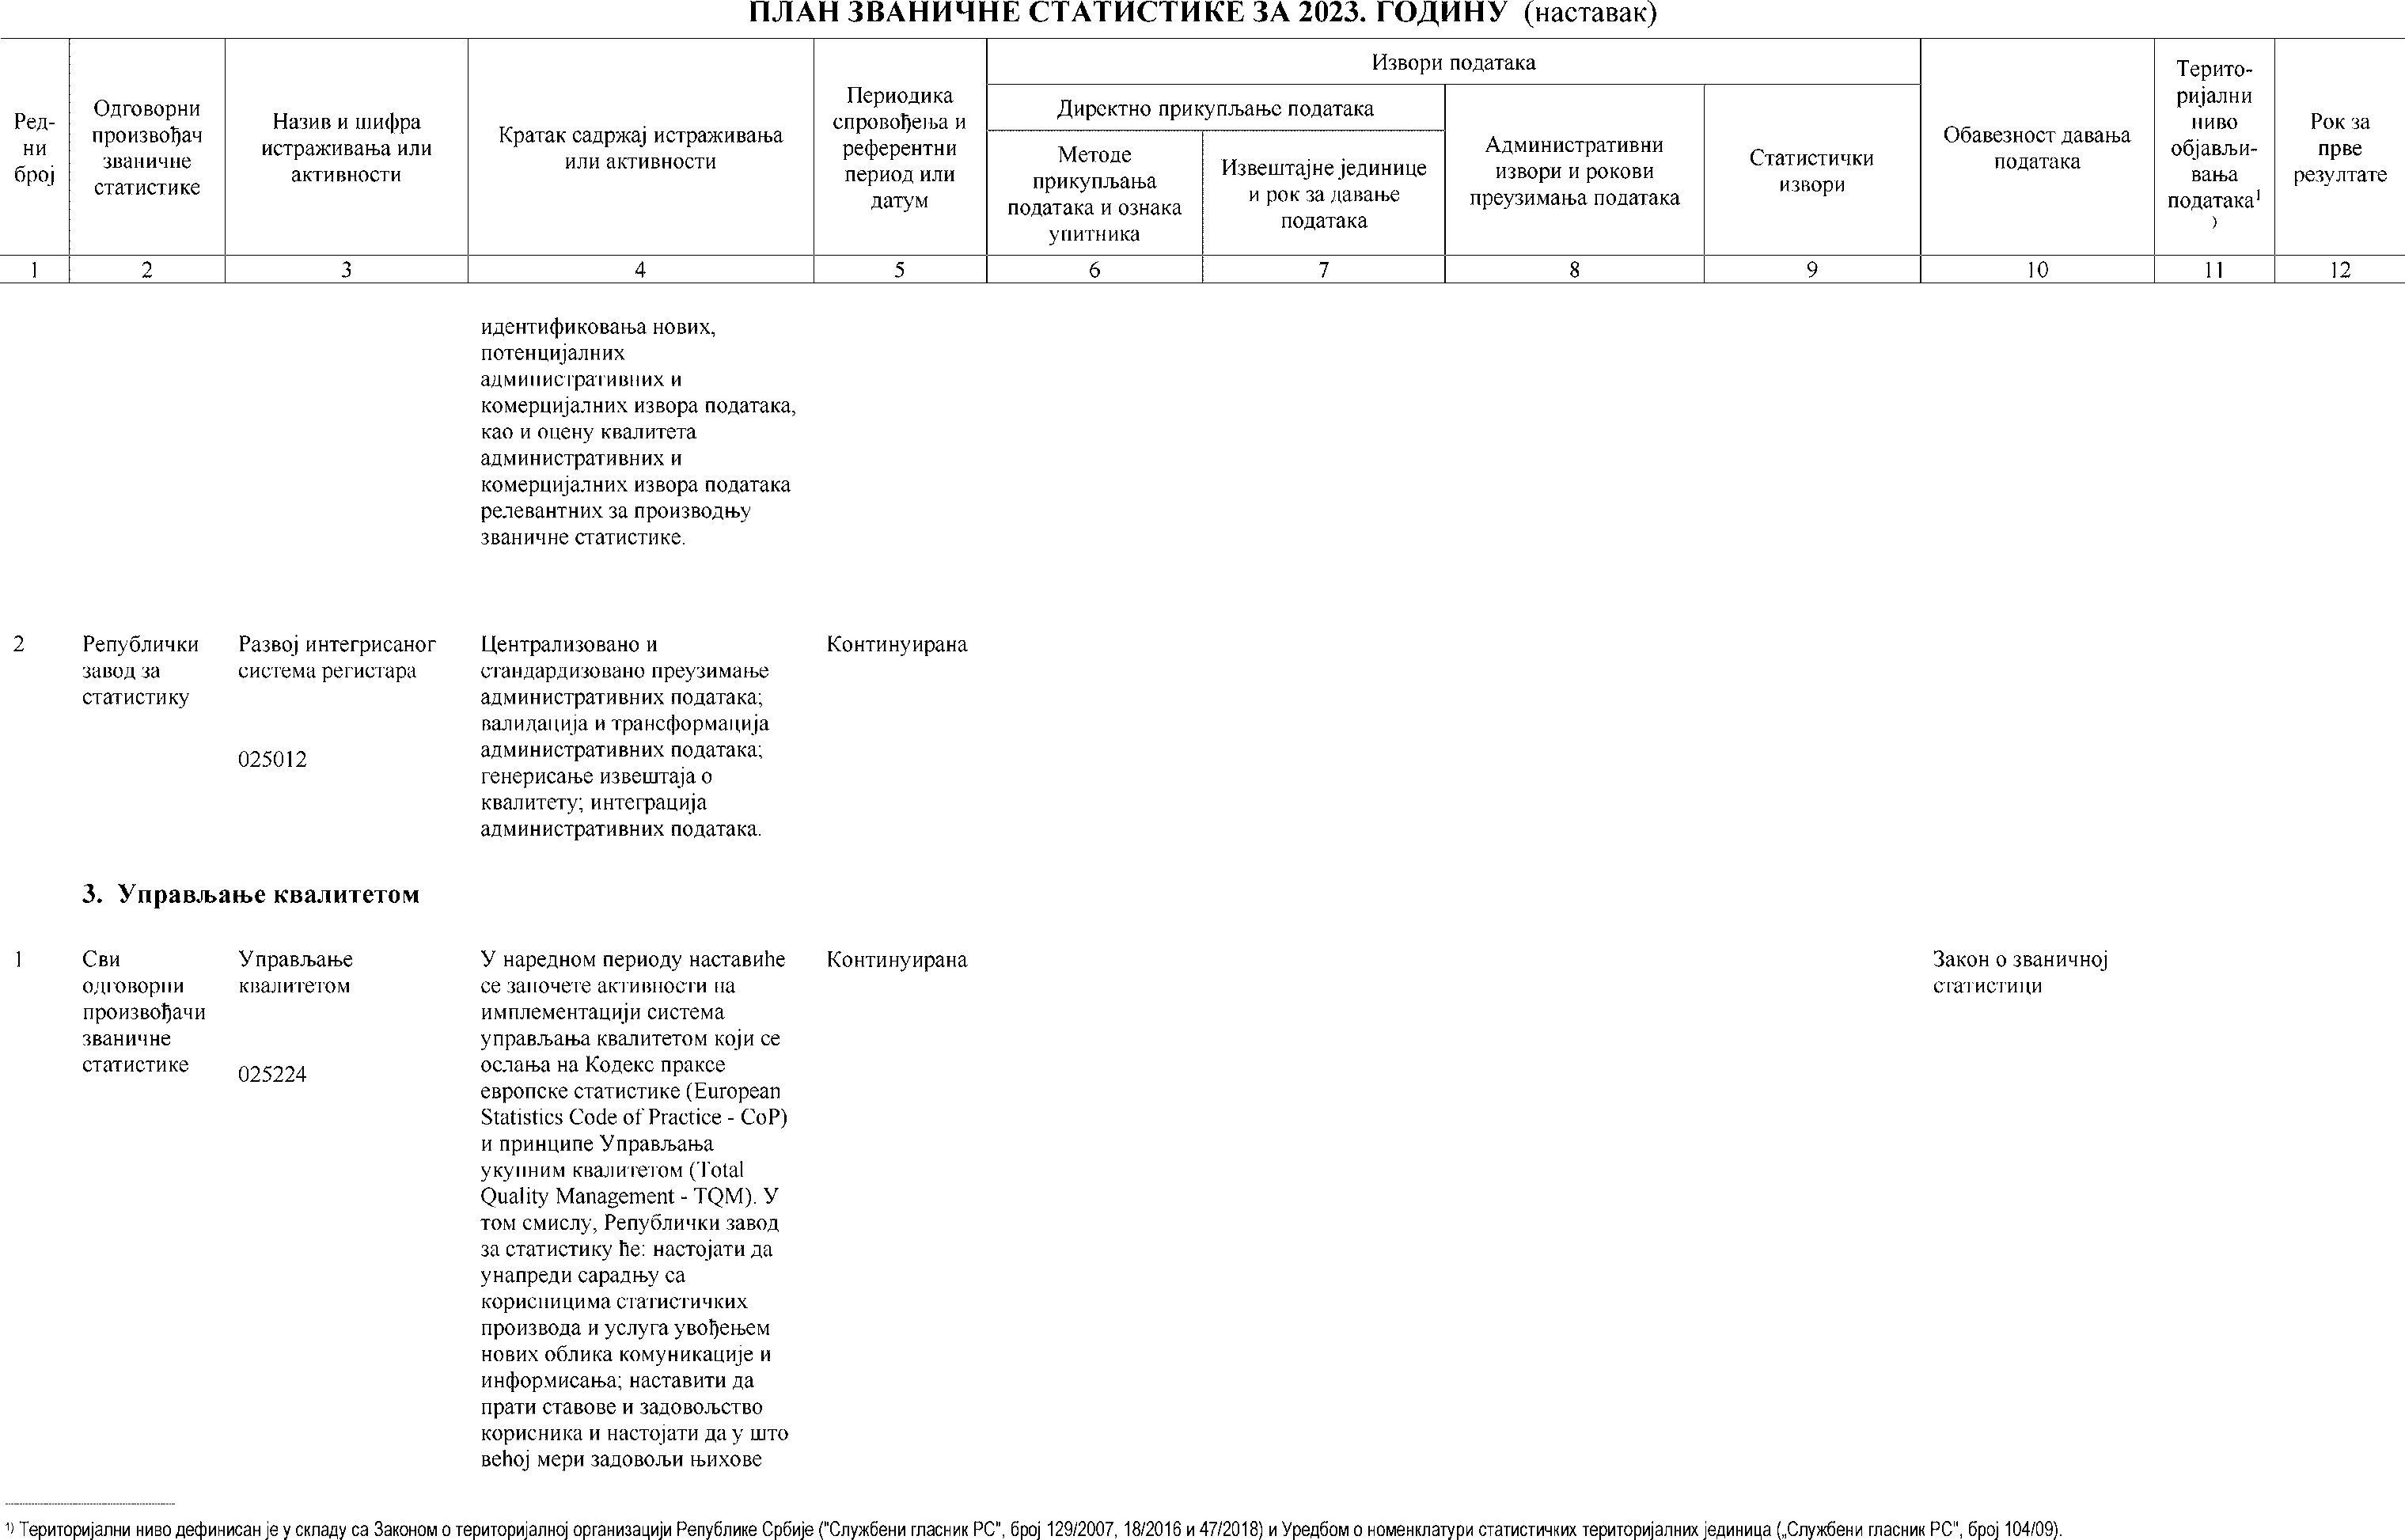 ПЛАН ЗВАНИЧНЕ СТАТИСТИКЕ ЗА 2023. ГОДИНУ (наставак)
Ред-
ни
број
Одговорни
произвођач
званичне
статистике
Назив и шифра
истраживања или
активности
Кратак садржај истраживања
или активности
Периодика
спровођења и
референтни
период или
датум
Извори података
Директно прикупљање података
Методе
прикупљања
података и ознака
упитника
Извештајне јединице
и рок за давање
података
Административни
извори и рокови
преузимања података
Статистички
извори
Обавезност давања
података
Терито-
ријални
ниво
објављи-
вања
података1
)
Рок за
прве
резултате
1 2 3 4 5 6 7 8 9 10 11 12
идентификовања нових,
потенцијалних
административних и
комерцијалних извора података,
као и оцену квалитета
административних и
комерцијалних извора података
релевантних за производњу
званичне статистике.
2
Републички
завод за
статистику
Развој интегрисаног
система регистара
025012
Централизовано и
стандардизовано преузимање
административних података;
валидација и трансформација
административних података;
генерисање извештаја о
квалитету; интеграција
административних података.
Континуирана
3. Управљање квалитетом
1
Сви
одговорни
произвођачи
званичне
статистике
Управљање
квалитетом
025224
У наредном периоду наставиће
се започете активности на
имплементацији система
управљања квалитетом који се
ослања на Кодекс праксе
европске статистике (European
Statistics Code of Practice - CoP)
и принципе Управљања
укупним квалитетом (Total
Quality Management - TQM). У
том смислу, Републички завод
за статистику ће: настојати да
унапреди сарадњу са
корисницима статистичких
производа и услуга увођењем
нових облика комуникације и
информисања; наставити да
прати ставове и задовољство
корисника и настојати да у што
већој мери задовољи њихове
Континуирана
Закон о званичној
статистици
1) Територијални ниво дефинисан је у складу са Законом о територијалној организацији Републике Србије ("Службени гласник РС", број 129/2007, 18/2016 и 47/2018) и Уредбом о номенклатури статистичких територијалних јединица („Службени гласник РС", број 104/09).